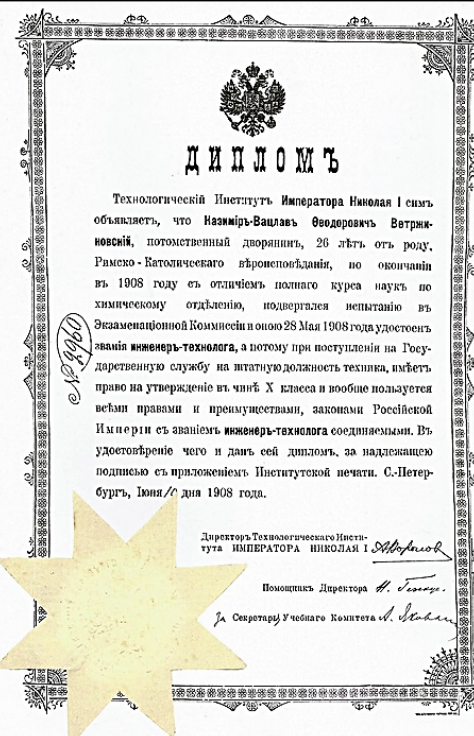 ДИПЛОМЪ
Технологическій Институтъ Императора Николая I симъ
объявляетъ, что Казиміръ-Вацлавъ Ѳеодоровичъ Ветржи-
новскій, потомственный дворянинъ, 26 лѣтъ отъ роду,
Римско-Католическаго вѣроисповѣданія, по окончаніи
въ 1908 году съ отличіемъ полнаго курса наукъ по
химическому отдѣленію, подвергался испытанію въ
Экзаменаціонной Коммиссіи и оною 28 Мая 1908 года удостоенъ
званія инженеръ-технолога, а потому при поступленіи на Госу-
дарственную службу на штатную должность техника, имѣетъ
право на утвержденіе въ чинѣ X класса и вообще пользуется
всѣми правами и преимуществами, законами Россійской
Имперіи съ званіемъ инженеръ-технолога соединяемыми. Въ
удостовѣреніе чего и данъ сей дипломъ, за надлежащею
подписью съ приложеніемъ Институтской печати. С.-Петер-
бургъ, Іюня дня 1908 года.
Директоръ Технологическаго Инсти-
тута ИМПЕРАТОРА НИКОЛАЯ I
Помощникъ Директора
За Секретарь Учебнаго Комитета